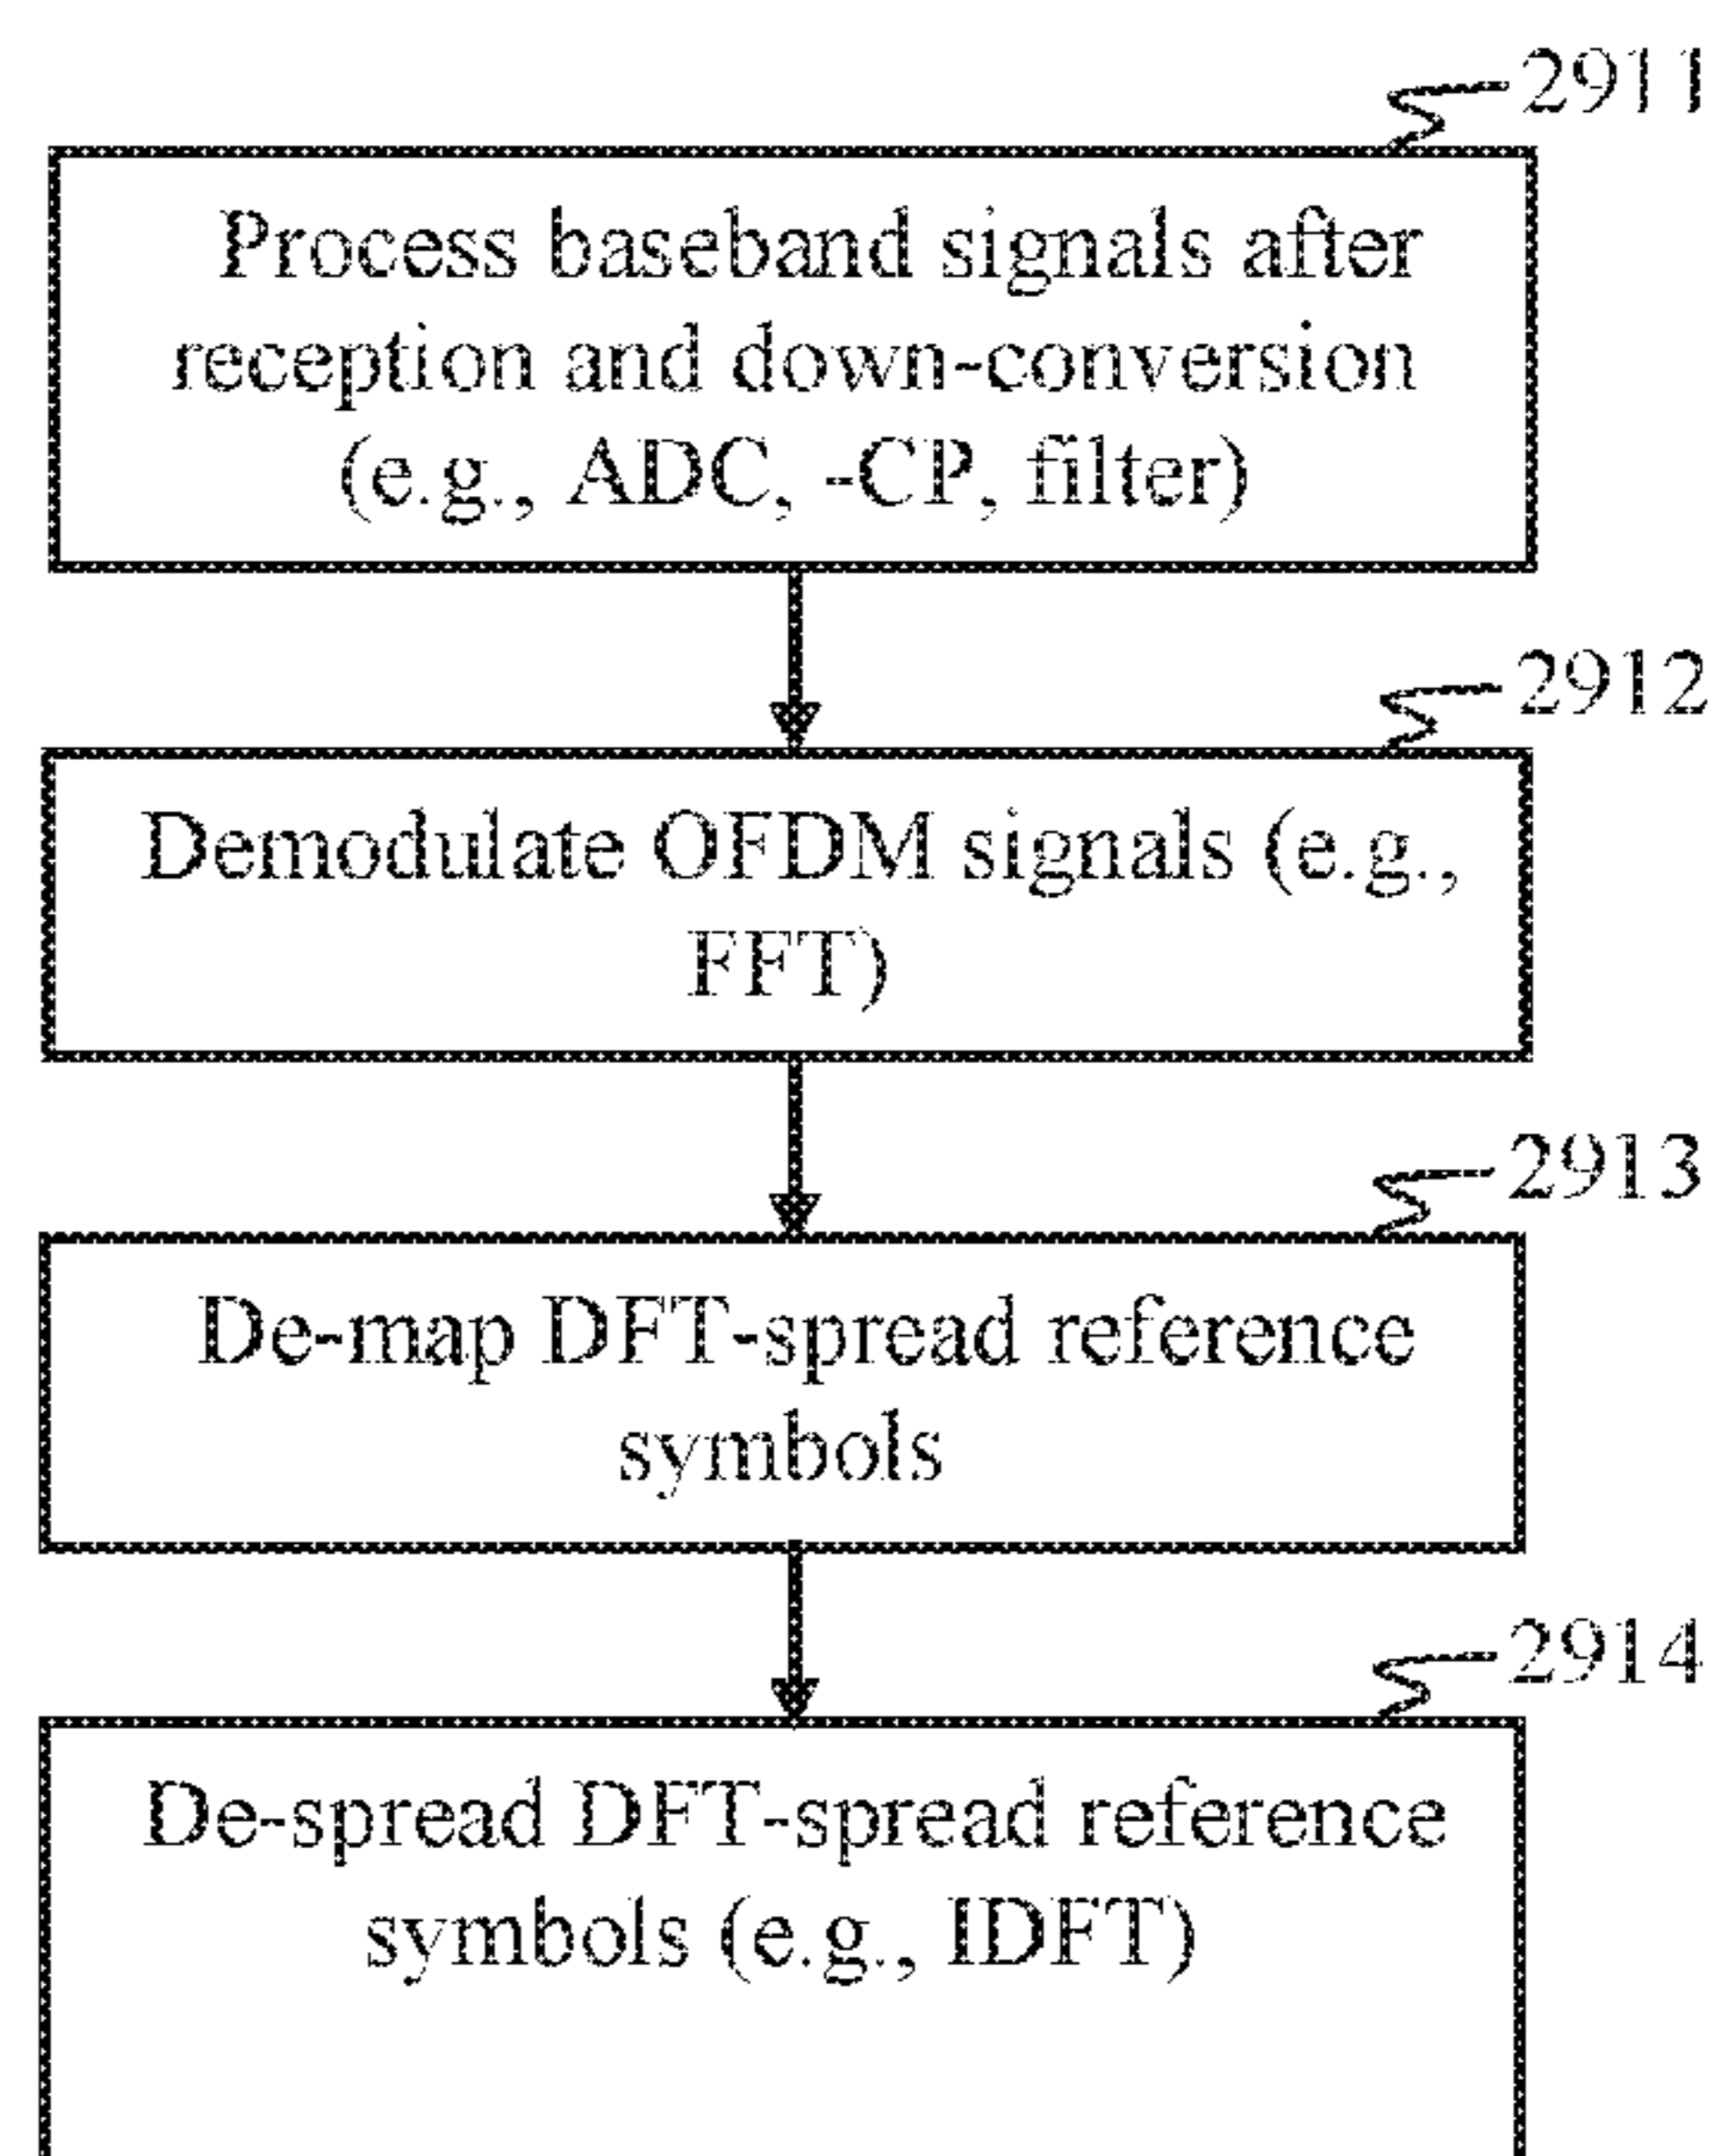 2911
Process baseband signals after
reception and down-conversion
(e.g., ADC, -CP, filter)
2912
Demodulate OFDM signals (e.g.,
FFT)
2913
De-map DFT-spread reference
symbols
2914
De-spread DFT-spread reference
symbols (e.g., IDFT)